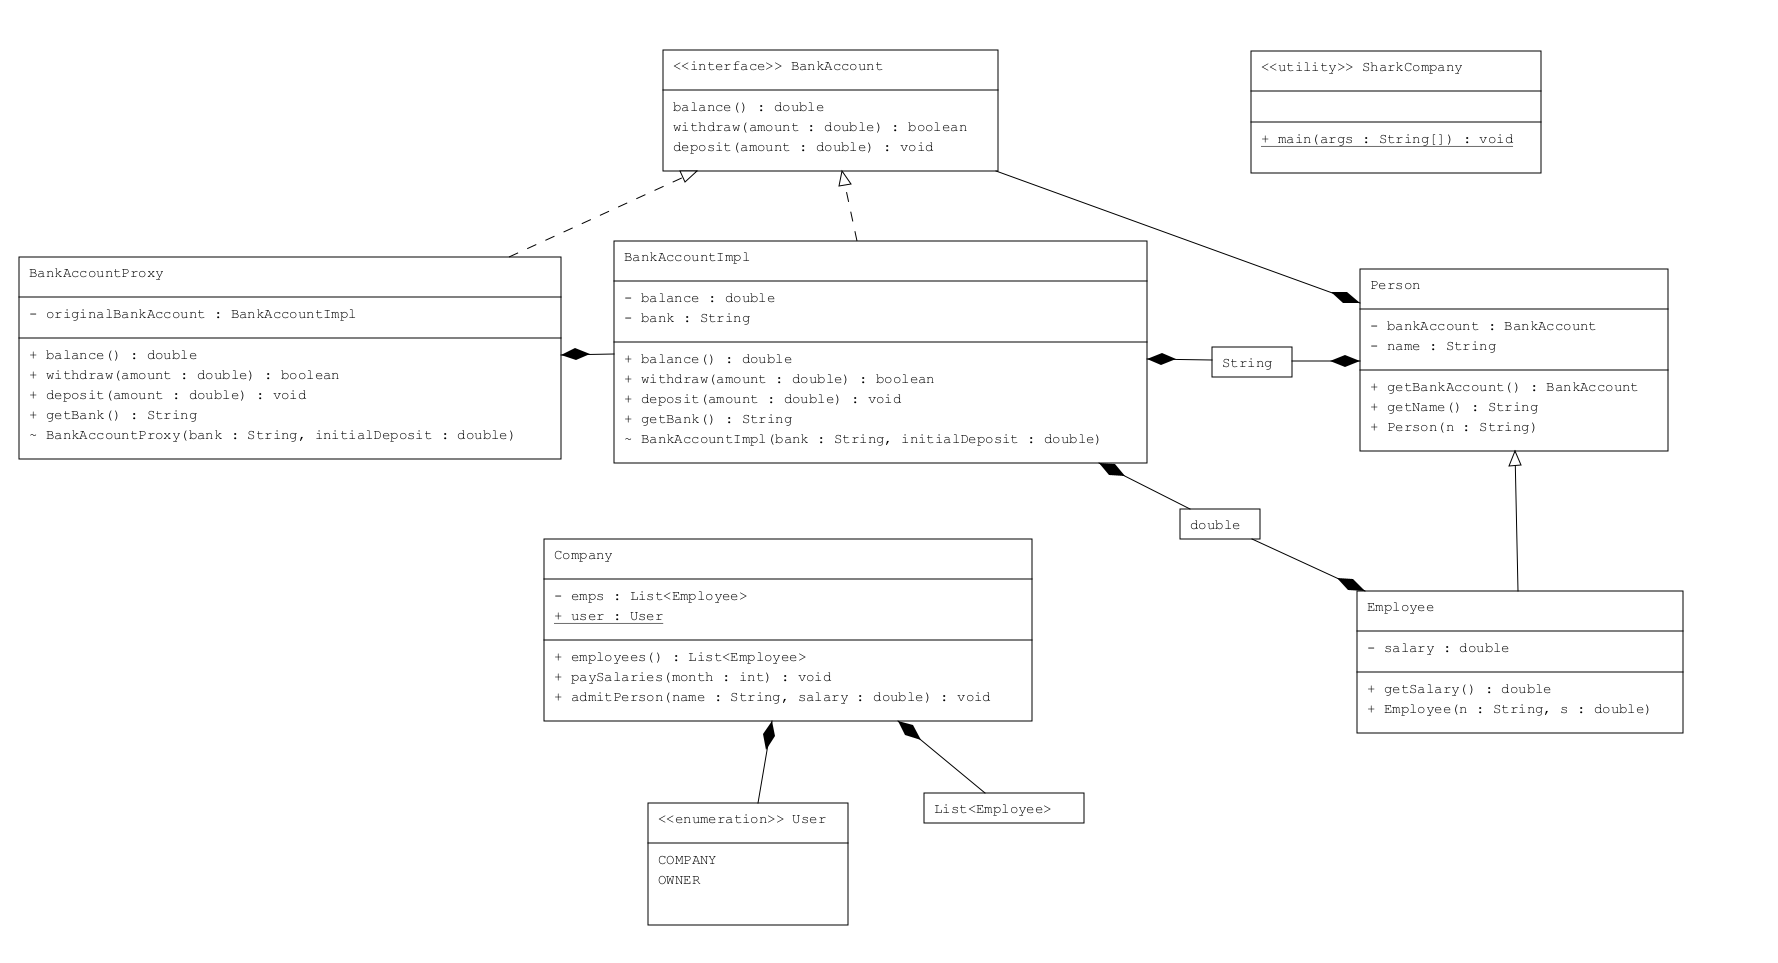 <<interface>> BankAccount
balance() : double
withdraw(amount : double) : boolean
deposit(amount : double) : void
<<utility>> SharkCompany
+ main(args : String[]) : void
BankAccountProxy
- originalBankAccount : BankAccountImpl
+ balance() : double
+ withdraw(amount : double) : boolean
+ deposit(amount : double) : void
+ getBank() : String
~ BankAccountProxy(bank : String, initialDeposit : double)
BankAccountImpl
- balance : double
- bank : String
+ balance() : double
+ withdraw(amount : double) : boolean
+ deposit(amount : double) : void
+ getBank() : String
~ BankAccountImpl(bank : String, initialDeposit : double)
String
Person
- bankAccount : BankAccount
- name : String
+ getBankAccount() : BankAccount
+ getName() : String
+ Person(n : String)
double
Company
- emps : List<Employee>
+ user : User
+ employees() : List<Employee>
+ paySalaries(month : int) : void
+ admitPerson(name : String, salary : double) : void
Employee
- salary : double
+ getSalary() : double
+ Employee(n : String, s : double)
<<enumeration>> User
COMPANY
OWNER
List<Employee>